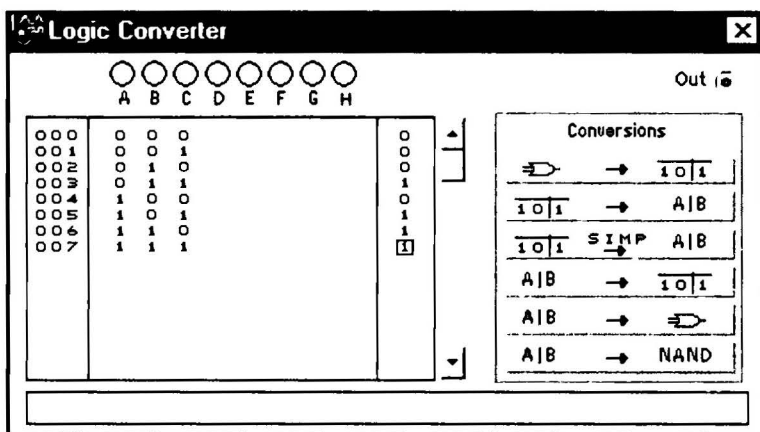 Logic Converter
Out
A B C D E F G H
000 0 0 0 0
001 0 0 1 0
002 0 1 0 0
003 0 1 1 1
004 1 0 0 0
005 1 0 1 1
006 1 1 0 1
007 1 1 1 1
Conversions
→ 1 0 1
1 0 1 → A|B
1 0 1 SIMP → A|B
A|B → 1 0 1
A|B →
A|B → NAND